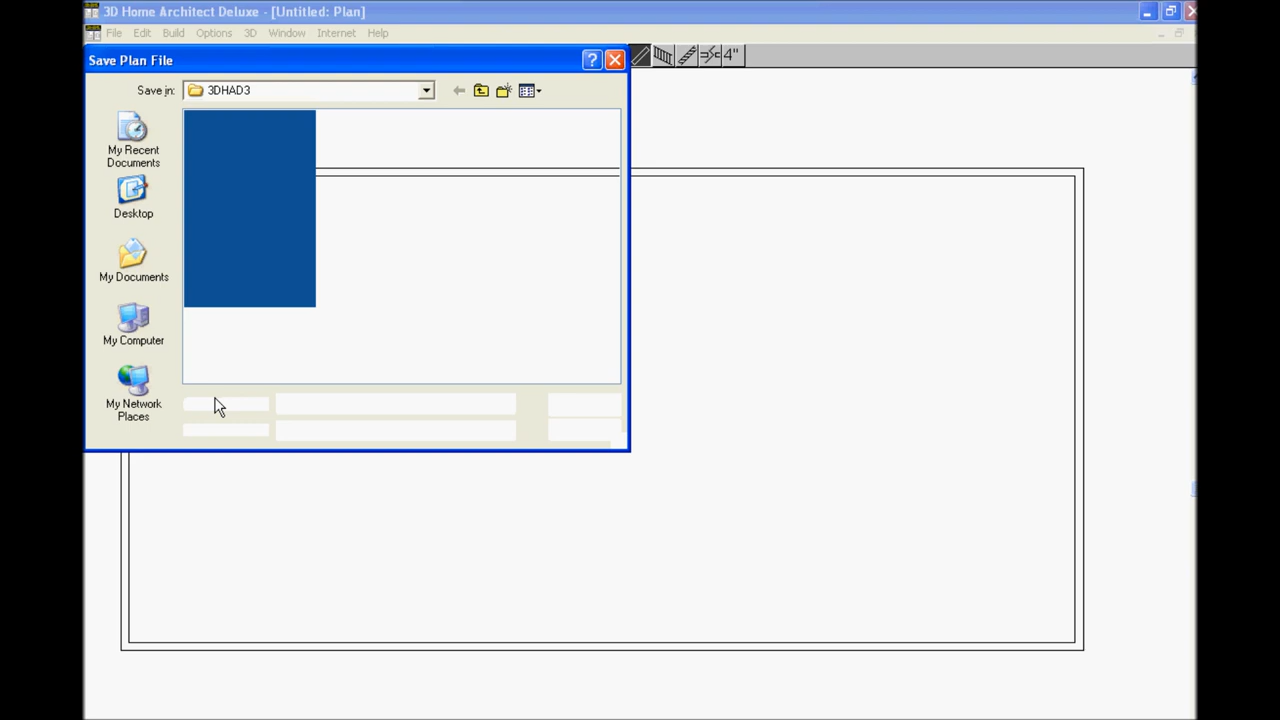 3D Home Architect Deluxe - [Untitled: Plan]
File Edit Build Options 3D Window Internet Help
4"
Save Plan File
Save in: 3DHAD3
My Recent
Documents
Desktop
My Documents
My Computer
My Network
Places